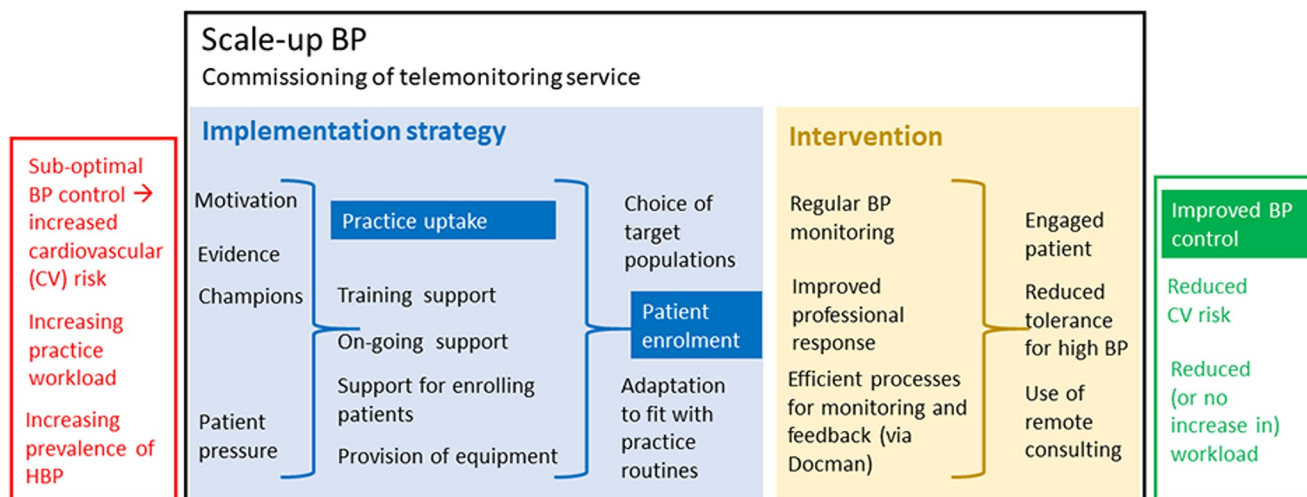 Scale-up BP
Commissioning of telemonitoring service
Sub-optimal
BP control →
increased
cardiovascular
(CV) risk
Increasing
practice
workload
Increasing
prevalence of
HBP
Implementation strategy
Motivation
Evidence
Champions
Patient
pressure
Practice uptake
Training support
On-going support
Support for enrolling
patients
Provision of equipment
Choice of
target
populations
Patient
enrolment
Adaptation
to fit with
practice
routines
Intervention
Regular BP
monitoring
Improved
professional
response
Efficient processes
for monitoring and
feedback (via
Docman)
Engaged
patient
Reduced
tolerance
for high BP
Use of
remote
consulting
Improved BP
control
Reduced
CV risk
Reduced
(or no
increase in)
workload